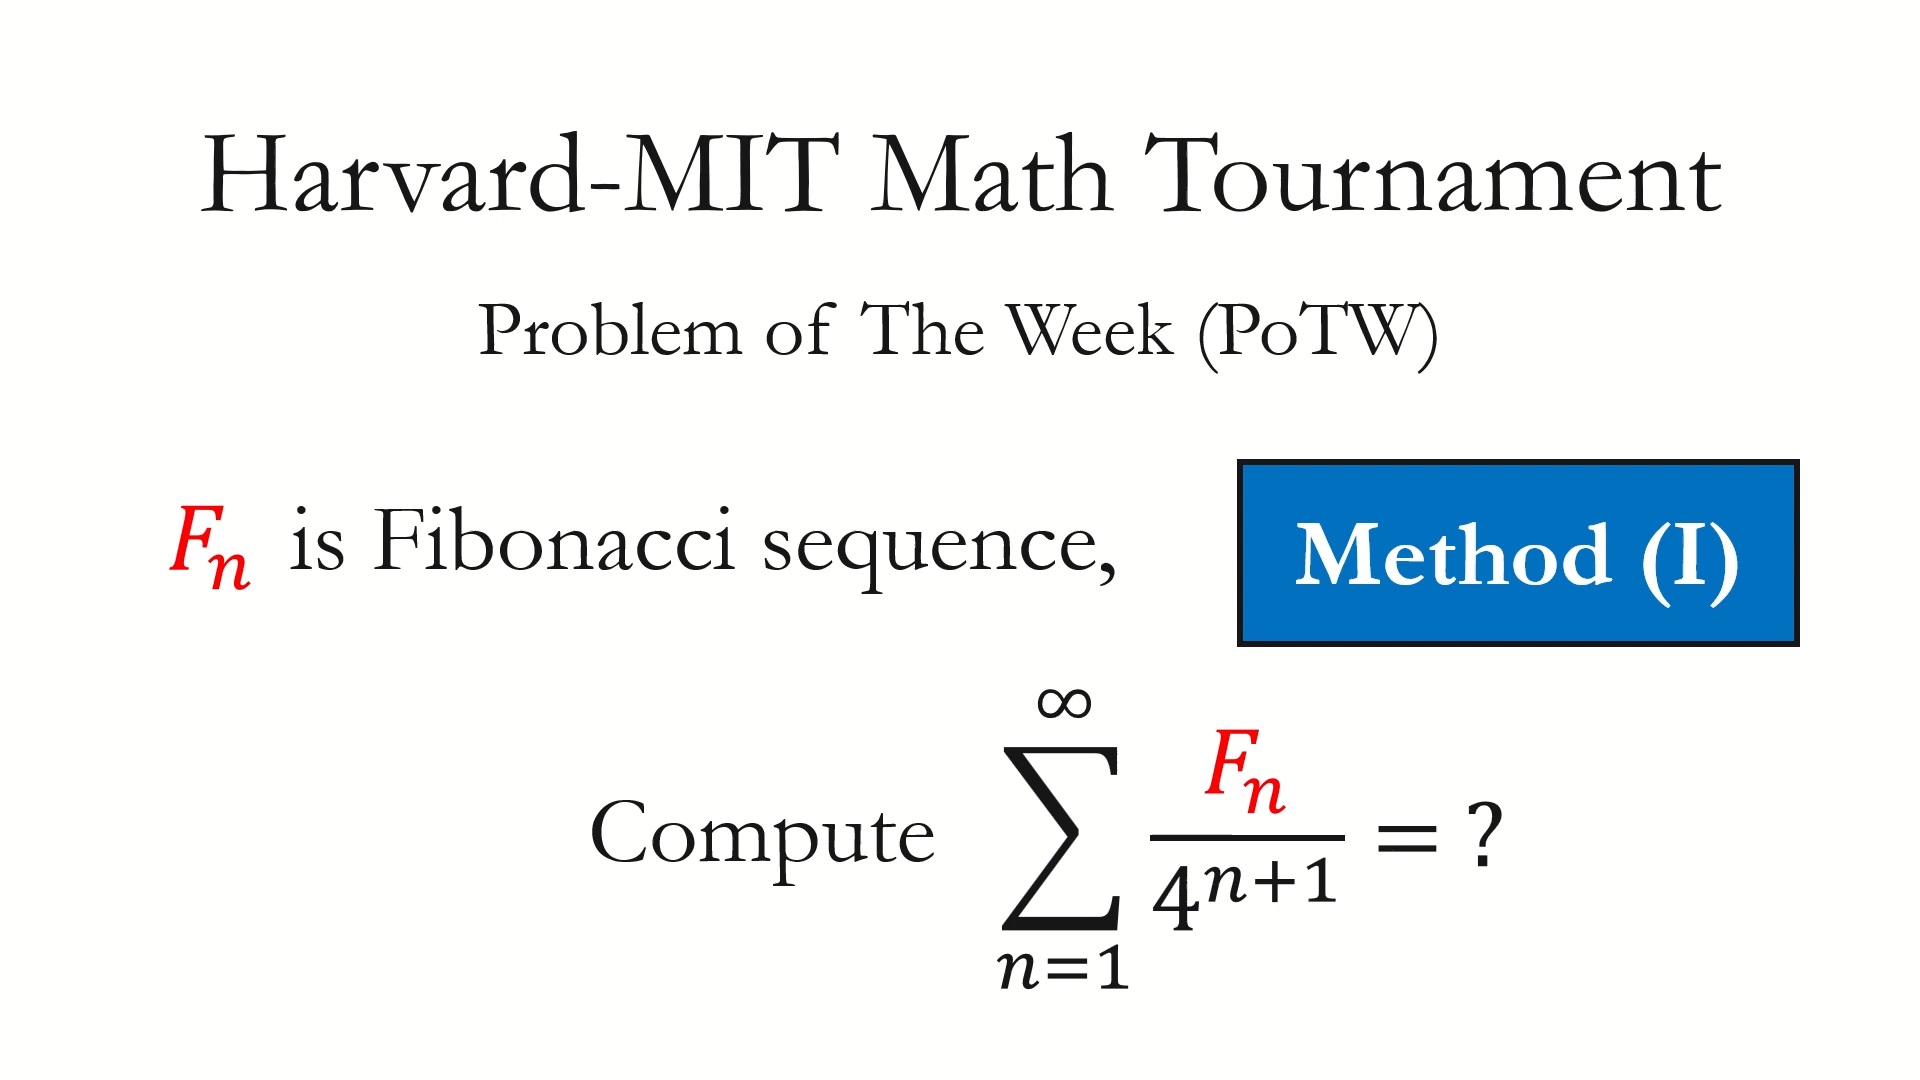 Harvard-MIT Math Tournament
Problem of The Week (PoTW)
Fₙ is Fibonacci sequence,
Method (I)
Compute ∑_{n=1}^{∞} Fₙ/4^{n+1} = ?